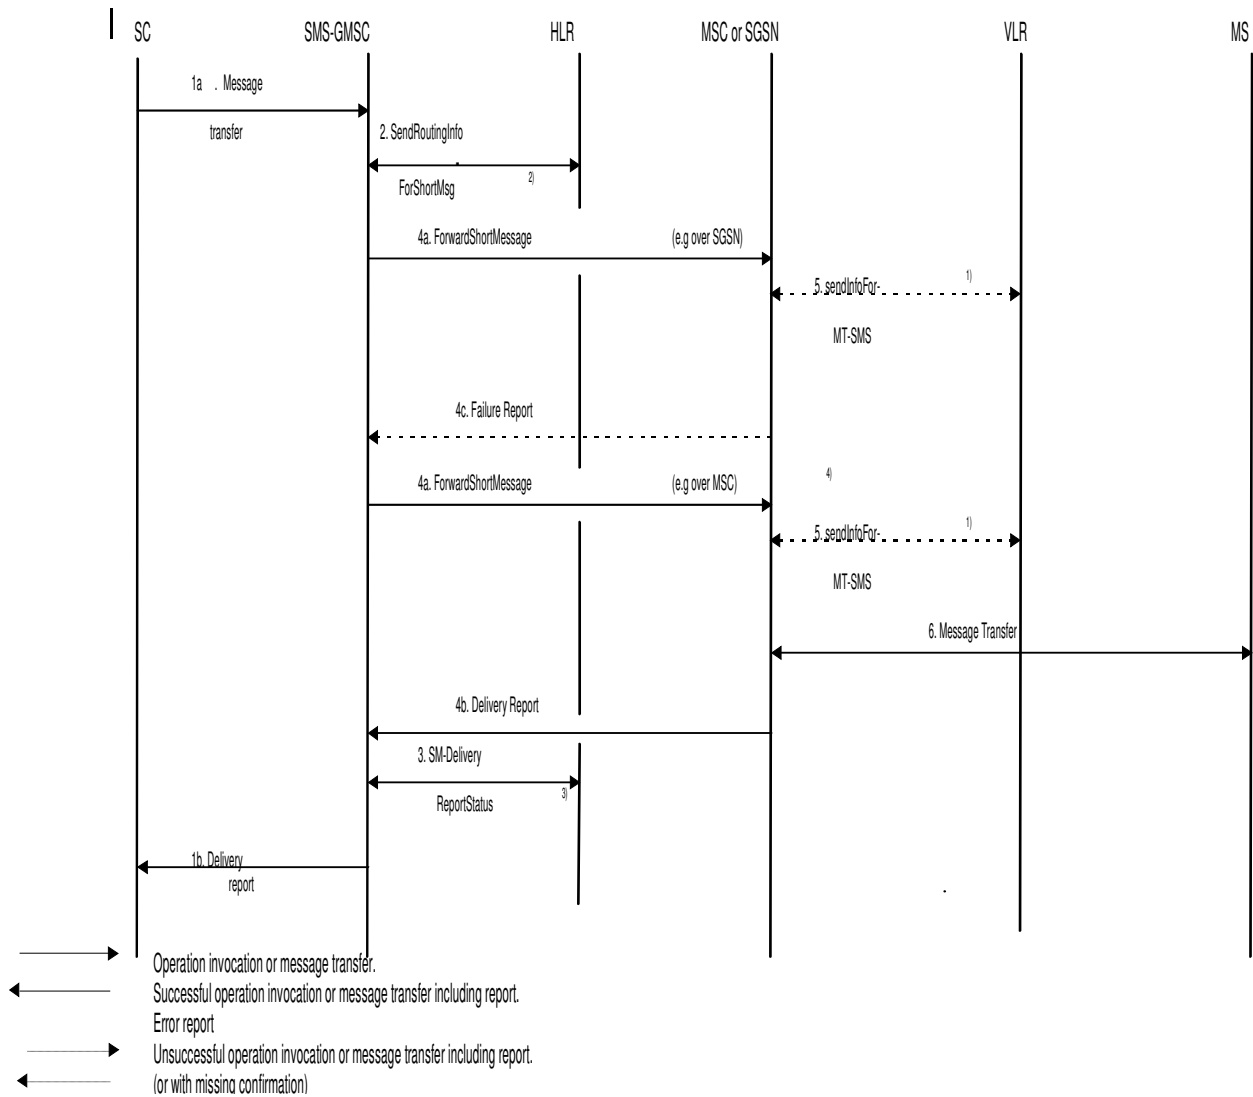 SC SMS-GMSC HLR MSC or SGSN VLR MS
1a . Message
transfer
2. SendRoutingInfo
ForShortMsg 2)
4a. ForwardShortMessage (e.g over SGSN)
5. sendInfoFor- 1)
MT-SMS
4c. Failure Report
4a. ForwardShortMessage (e.g over MSC) 4)
5. sendInfoFor- 1)
MT-SMS
6. Message Transfer
4b. Delivery Report
3. SM-Delivery
ReportStatus 3)
1b. Delivery
report
Operation invocation or message transfer.
Successful operation invocation or message transfer including report.
Error report
Unsuccessful operation invocation or message transfer including report.
(or with missing confirmation)